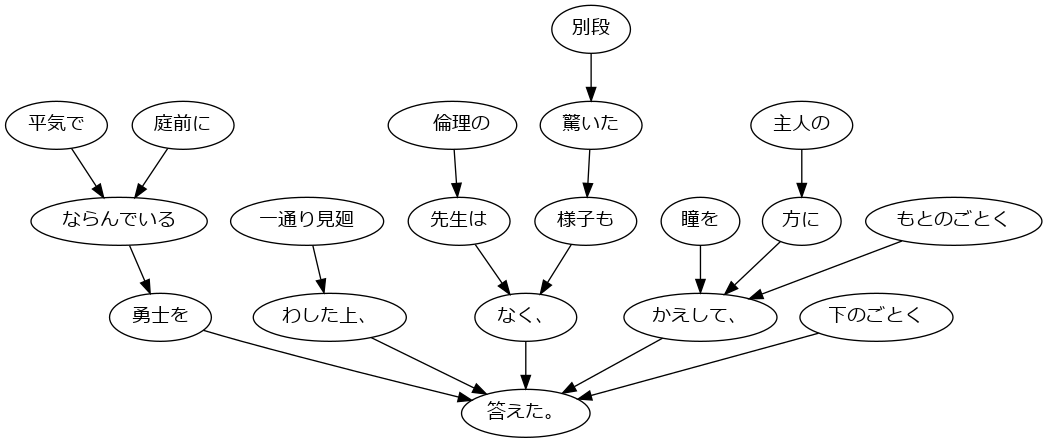 別段
平気で
庭前に
倫理の
驚いた
主人の
ならんでいる
一通り見廻
先生は
様子も
瞳を
方に
もとのごとく
勇士を
わした上、
なく、
かえして、
下のごとく
答えた。